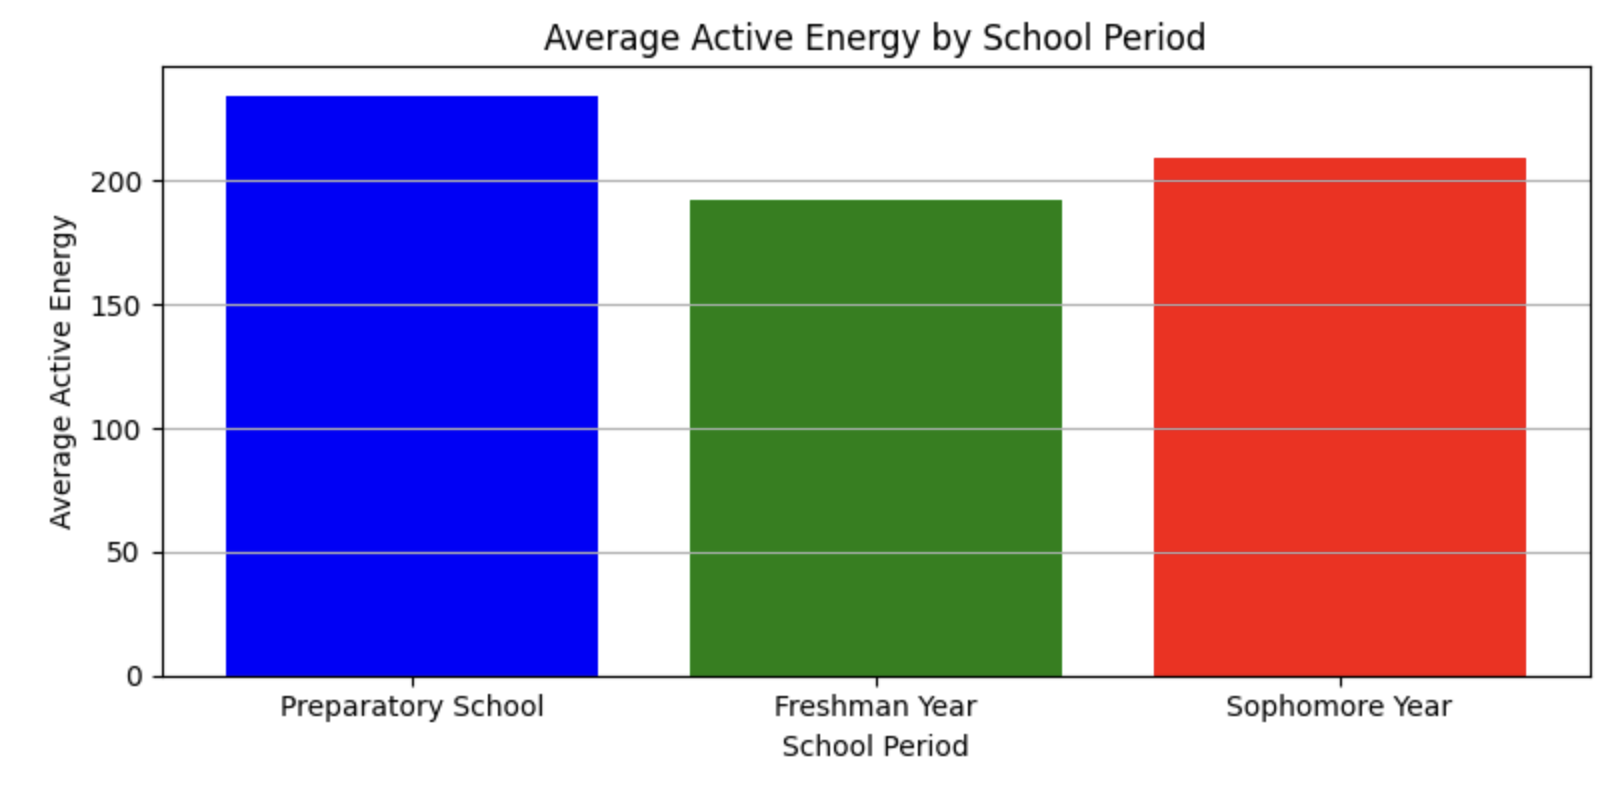 Average Active Energy by School Period
Average Active Energy
200
150
100
50
0
Preparatory School
Freshman Year
Sophomore Year
School Period